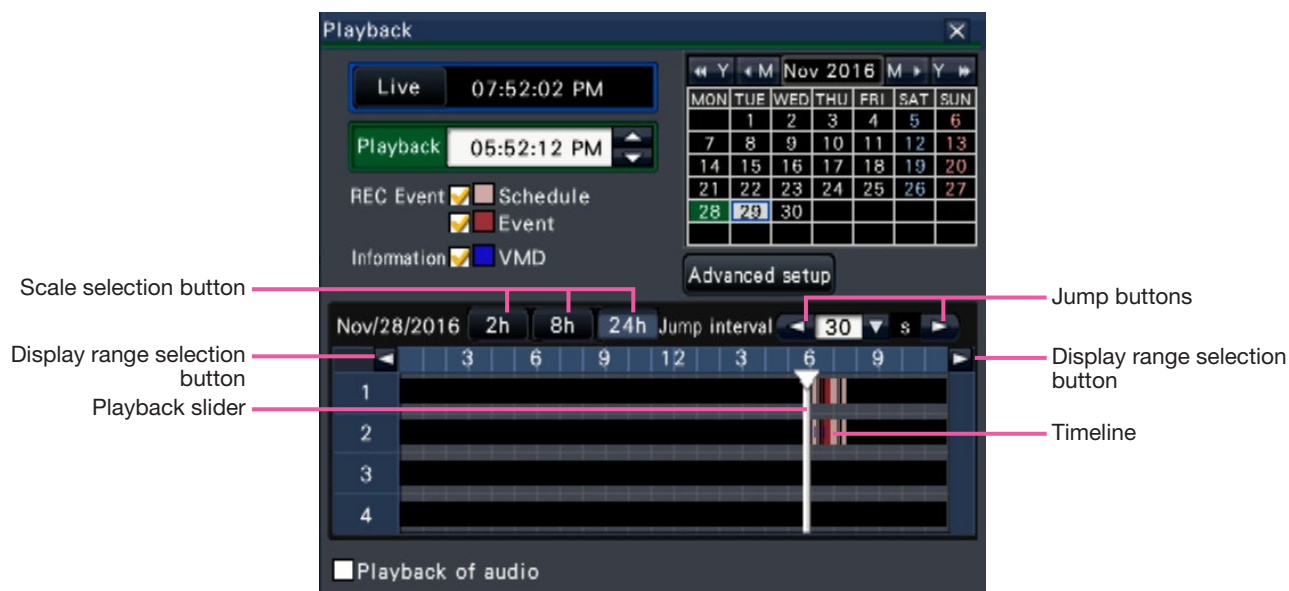 Playback
Live 07:52:02 PM
Playback 05:52:12 PM
REC Event Schedule
Event
Information VMD
Y M Nov 2016 M Y
MON TUE WED THU FRI SAT SUN
1 2 3 4 5 6
7 8 9 10 11 12 13
14 15 16 17 18 19 20
21 22 23 24 25 26 27
28 29 30
Advanced setup
Scale selection button
Jump buttons
Nov/28/2016 2h 8h 24h Jump interval 30 s
Display range selection
button
3 6 9 12 3 6 9
Display range selection
button
1
Playback slider
2
Timeline
3
4
Playback of audio